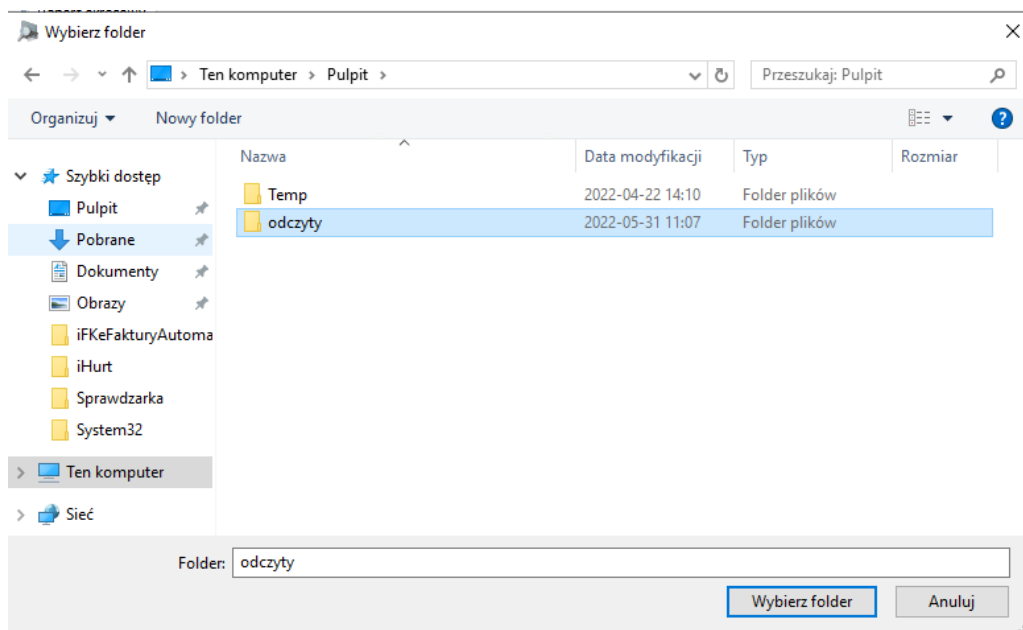 Wybierz folder
Ten komputer > Pulpit >
Przeszukaj: Pulpit
Organizuj
Nowy folder
Nazwa
Data modyfikacji
Typ
Rozmiar
Szybki dostęp
Pulpit
Pobrane
Dokumenty
Obrazy
iFKeFakturyAutoma
iHurt
Sprawdzarka
System32
Ten komputer
Sieć
Temp
2022-04-22 14:10
Folder plików
odczyty
2022-05-31 11:07
Folder plików
Folder:
odczyty
Wybierz folder
Anuluj